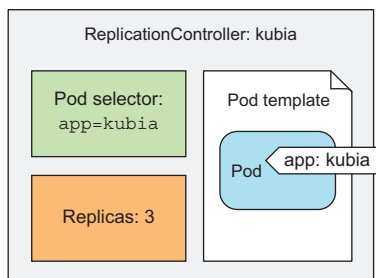 ReplicationController: kubia
Pod selector:
app=kubia
Replicas: 3
Pod template
Pod
app: kubia